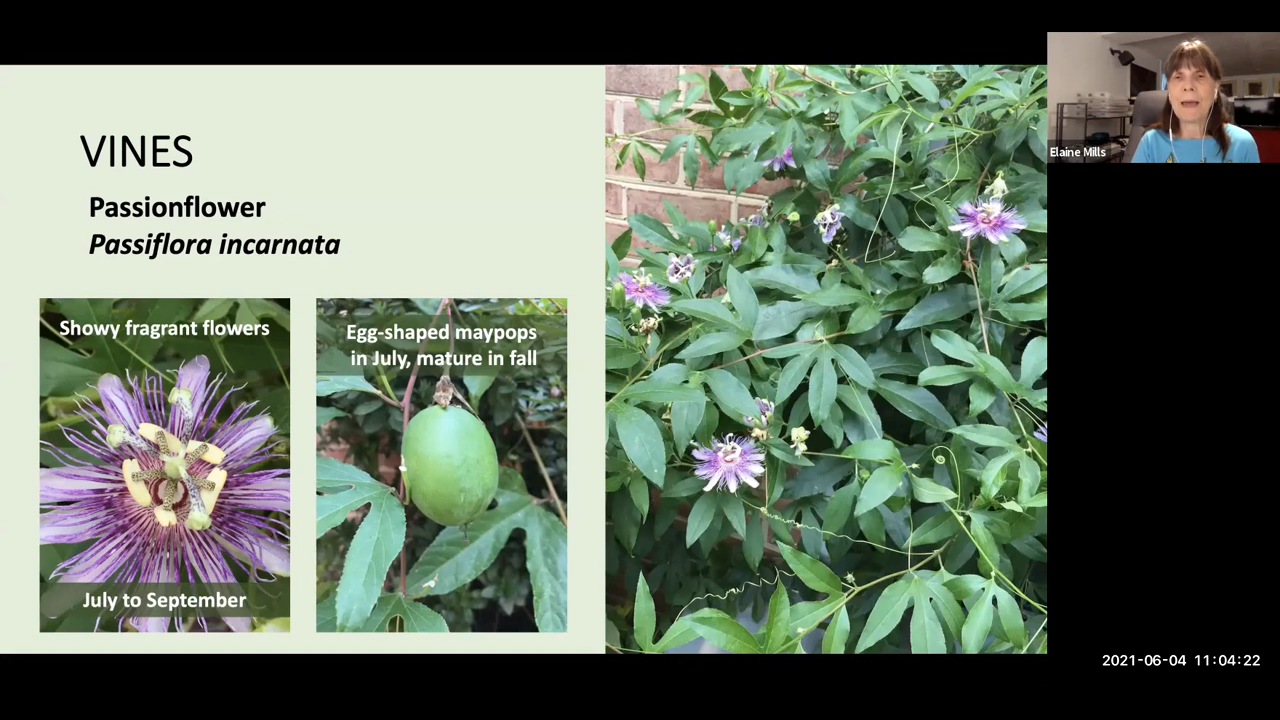 VINES
Passionflower
Passiflora incarnata
Showy fragrant flowers
July to September
Egg-shaped maypops
in July, mature in fall
Elaine Mills
2021-06-04 11:04:22